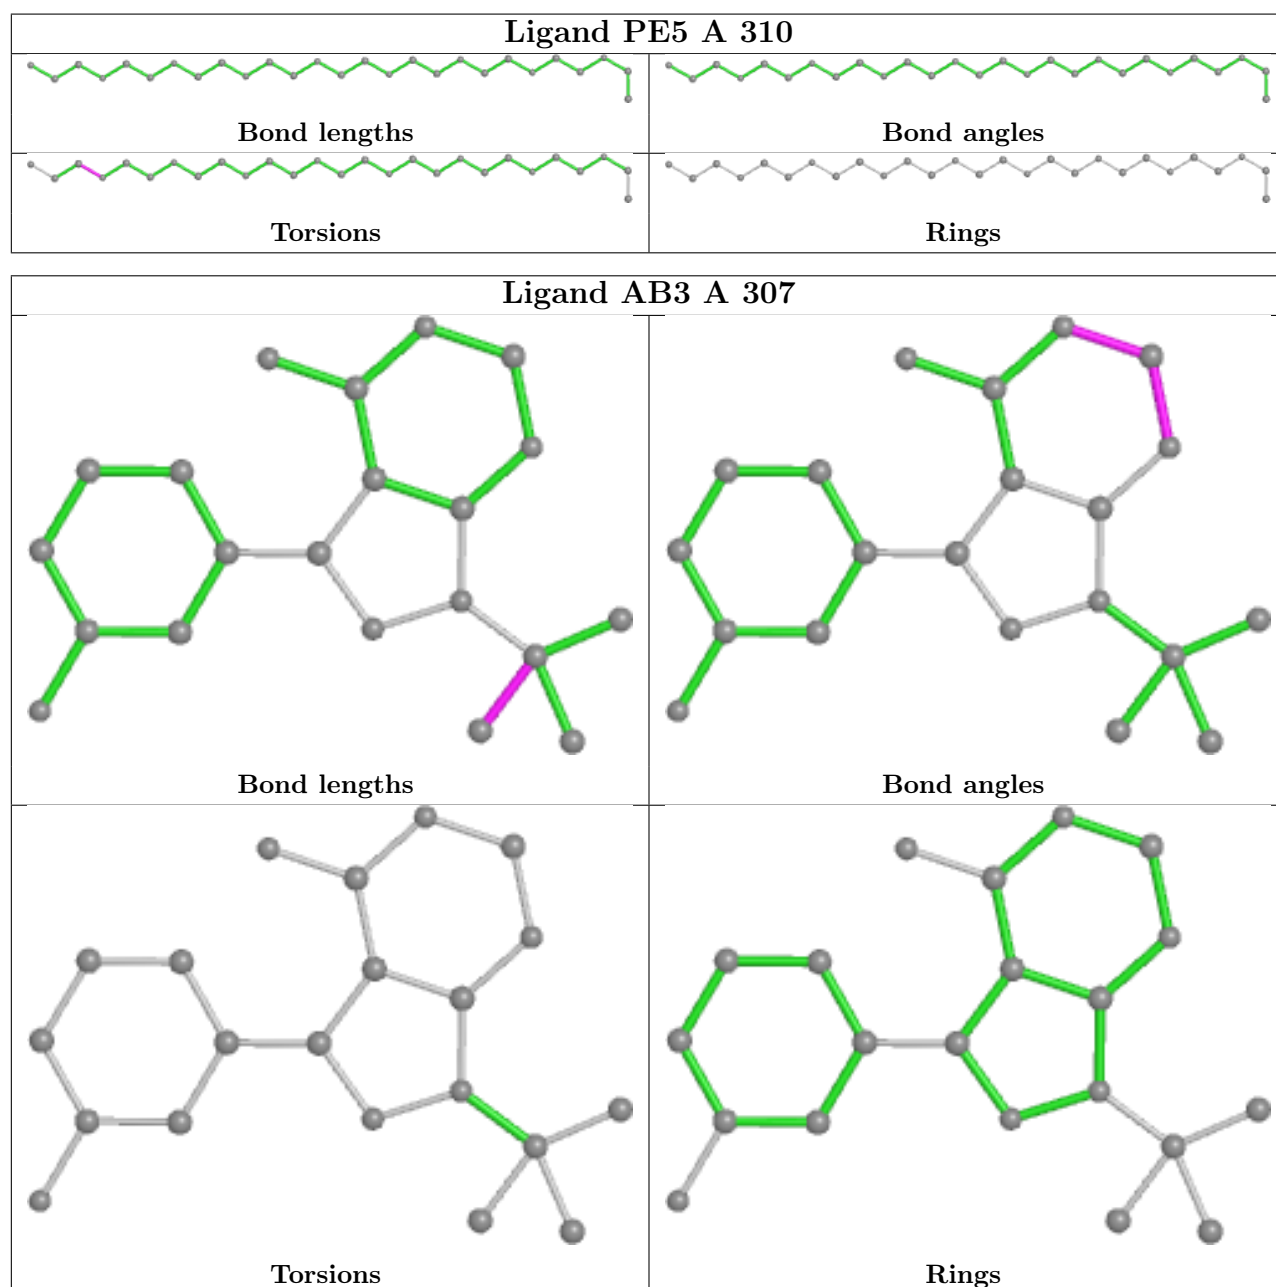 Ligand PE5 A 310
Bond lengths
Bond angles
Torsions
Rings
Ligand AB3 A 307
Bond lengths
Bond angles
Torsions
Rings